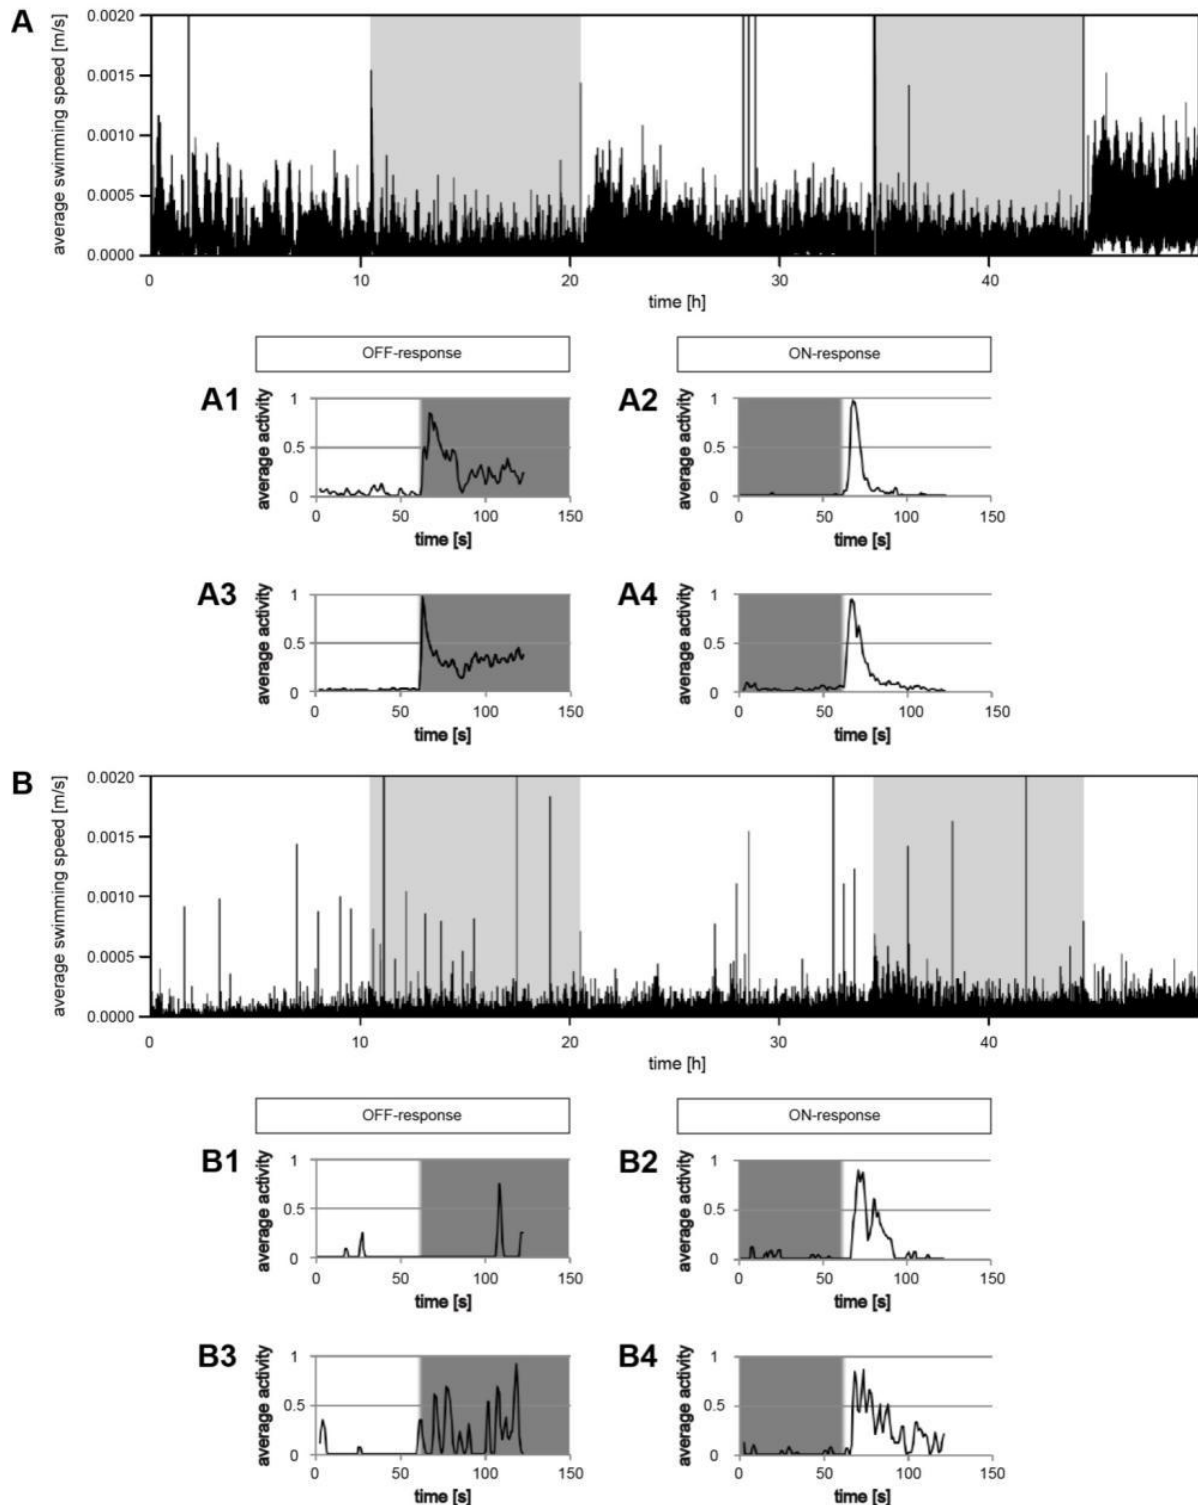 A
average swimming speed [m/s]
0.0020
0.0015
0.0010
0.0005
0.0000
0 10 20 30 40
time [h]
OFF-response ON-response
A1
average activity
1
0.5
0
0 50 100 150
time [s]
A2
average activity
1
0.5
0
0 50 100 150
time [s]
A3
average activity
1
0.5
0
0 50 100 150
time [s]
A4
average activity
1
0.5
0
0 50 100 150
time [s]
B
average swimming speed [m/s]
0.0020
0.0015
0.0010
0.0005
0.0000
0 10 20 30 40
time [h]
OFF-response ON-response
B1
average activity
1
0.5
0
0 50 100 150
time [s]
B2
average activity
1
0.5
0
0 50 100 150
time [s]
B3
average activity
1
0.5
0
0 50 100 150
time [s]
B4
average activity
1
0.5
0
0 50 100 150
time [s]